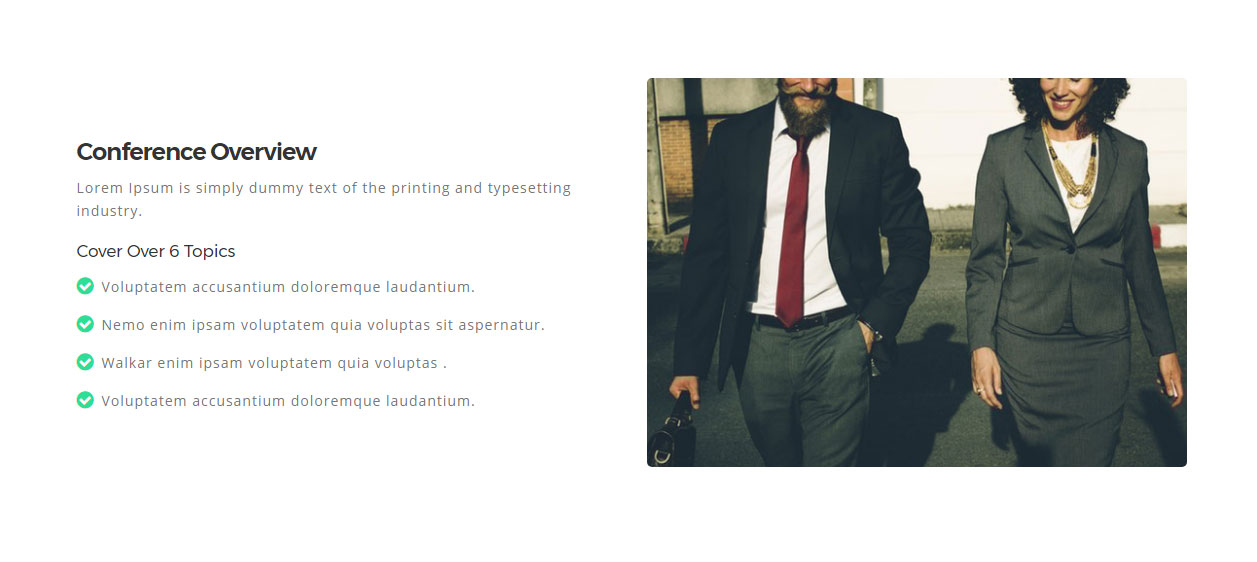 Conference Overview
Lorem Ipsum is simply dummy text of the printing and typesetting
industry.
Cover Over 6 Topics
Voluptatem accusantium doloremque laudantium.
Nemo enim ipsam voluptatem quia voluptas sit aspernatur.
Walkar enim ipsam voluptatem quia voluptas .
Voluptatem accusantium doloremque laudantium.